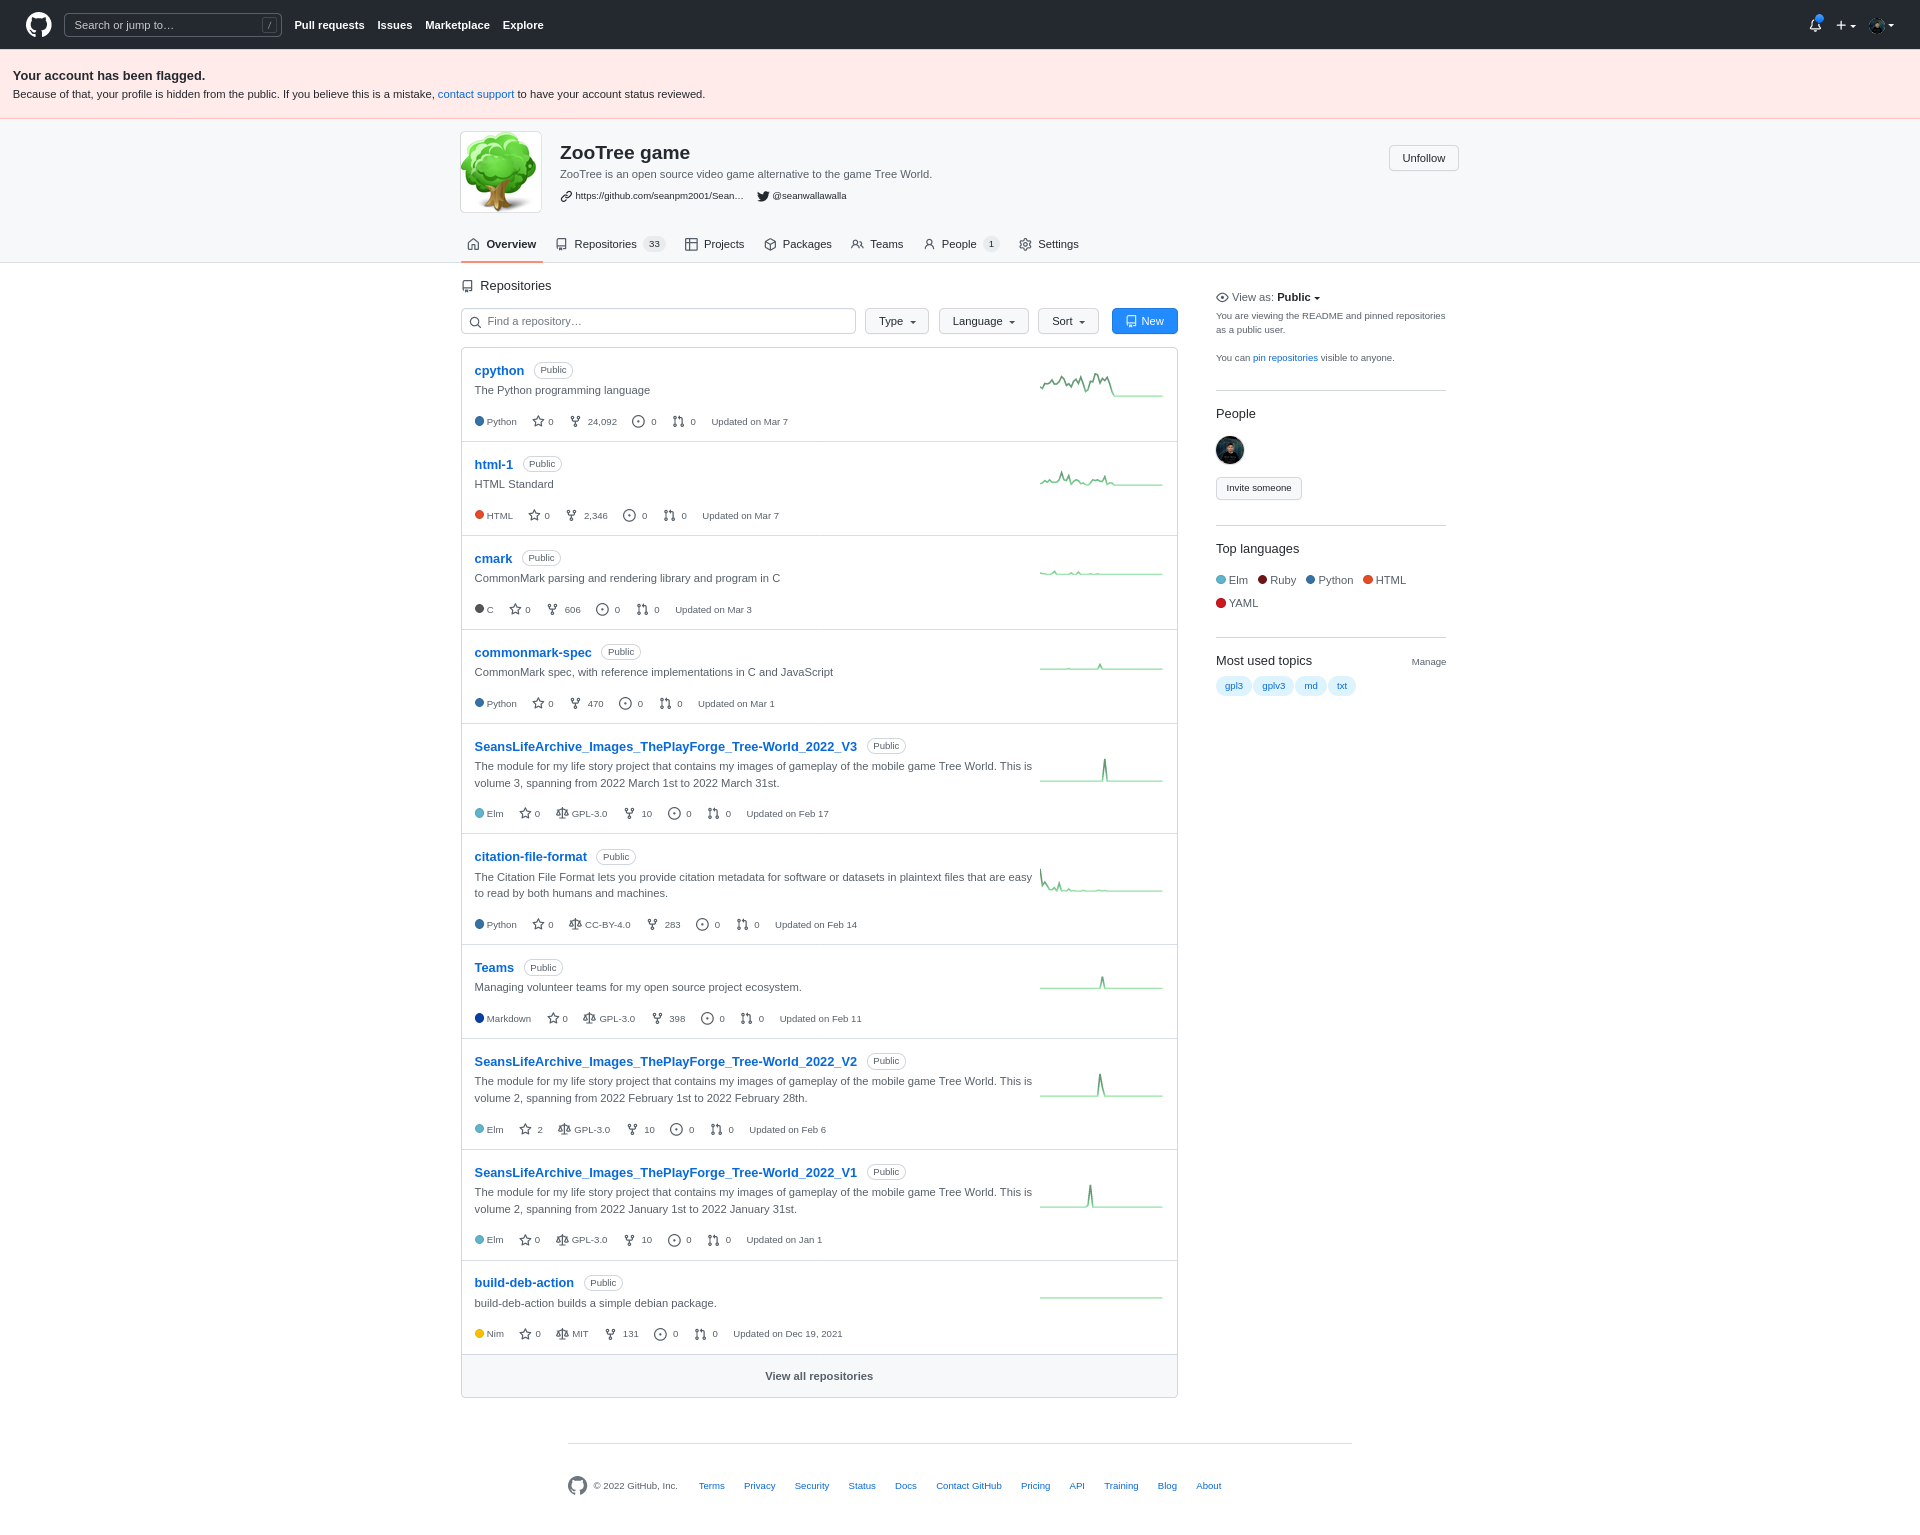 Search or jump to… /
Pull requests Issues Marketplace Explore
Your account has been flagged.
Because of that, your profile is hidden from the public. If you believe this is a mistake, contact support to have your account status reviewed.
ZooTree game
Unfollow
ZooTree is an open source video game alternative to the game Tree World.
https://github.com/seanpm2001/Sean… @seanwallawalla
Overview Repositories 33 Projects Packages Teams People 1 Settings
Repositories
Find a repository… Type Language Sort New
cpython Public
The Python programming language
Python 0 24,092 0 0 Updated on Mar 7
html-1 Public
HTML Standard
HTML 0 2,346 0 0 Updated on Mar 7
cmark Public
CommonMark parsing and rendering library and program in C
C 0 606 0 0 Updated on Mar 3
commonmark-spec Public
CommonMark spec, with reference implementations in C and JavaScript
Python 0 470 0 0 Updated on Mar 1
SeansLifeArchive_Images_ThePlayForge_Tree-World_2022_V3 Public
The module for my life story project that contains my images of gameplay of the mobile game Tree World. This is
volume 3, spanning from 2022 March 1st to 2022 March 31st.
Elm 0 GPL-3.0 10 0 0 Updated on Feb 17
citation-file-format Public
The Citation File Format lets you provide citation metadata for software or datasets in plaintext files that are easy
to read by both humans and machines.
Python 0 CC-BY-4.0 283 0 0 Updated on Feb 14
Teams Public
Managing volunteer teams for my open source project ecosystem.
Markdown 0 GPL-3.0 398 0 0 Updated on Feb 11
SeansLifeArchive_Images_ThePlayForge_Tree-World_2022_V2 Public
The module for my life story project that contains my images of gameplay of the mobile game Tree World. This is
volume 2, spanning from 2022 February 1st to 2022 February 28th.
Elm 2 GPL-3.0 10 0 0 Updated on Feb 6
SeansLifeArchive_Images_ThePlayForge_Tree-World_2022_V1 Public
The module for my life story project that contains my images of gameplay of the mobile game Tree World. This is
volume 2, spanning from 2022 January 1st to 2022 January 31st.
Elm 0 GPL-3.0 10 0 0 Updated on Jan 1
build-deb-action Public
build-deb-action builds a simple debian package.
Nim 0 MIT 131 0 0 Updated on Dec 19, 2021
View all repositories
View as: Public
You are viewing the README and pinned repositories
as a public user.
You can pin repositories visible to anyone.
People
Invite someone
Top languages
Elm Ruby Python HTML
YAML
Most used topics Manage
gpl3 gplv3 md txt
© 2022 GitHub, Inc. Terms Privacy Security Status Docs Contact GitHub Pricing API Training Blog About